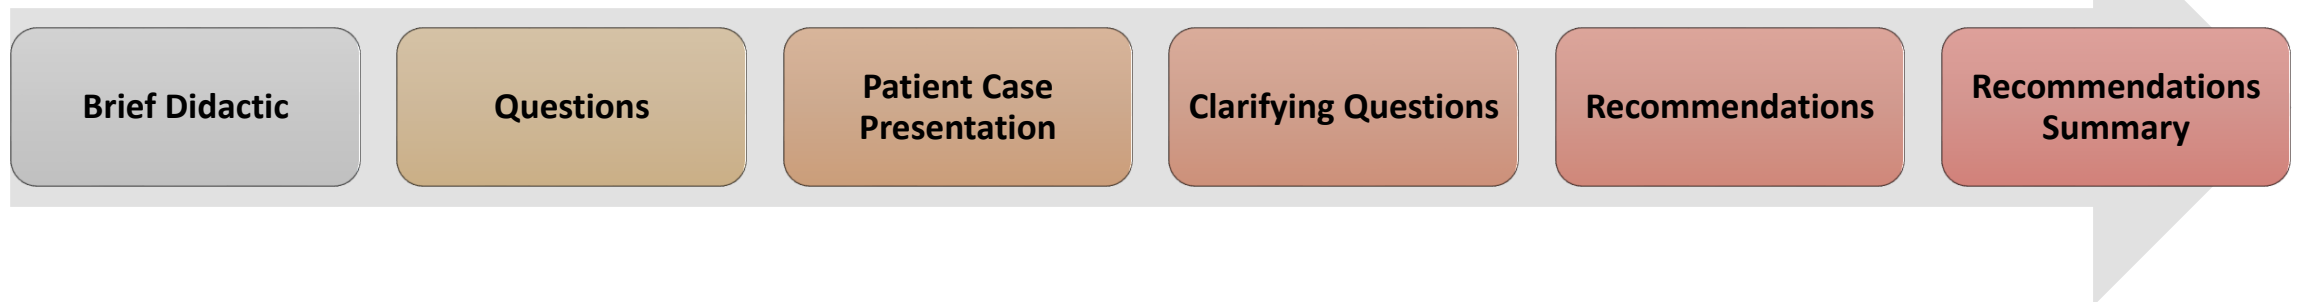 Brief Didactic
Questions
Patient Case
Presentation
Clarifying Questions
Recommendations
Recommendations
Summary